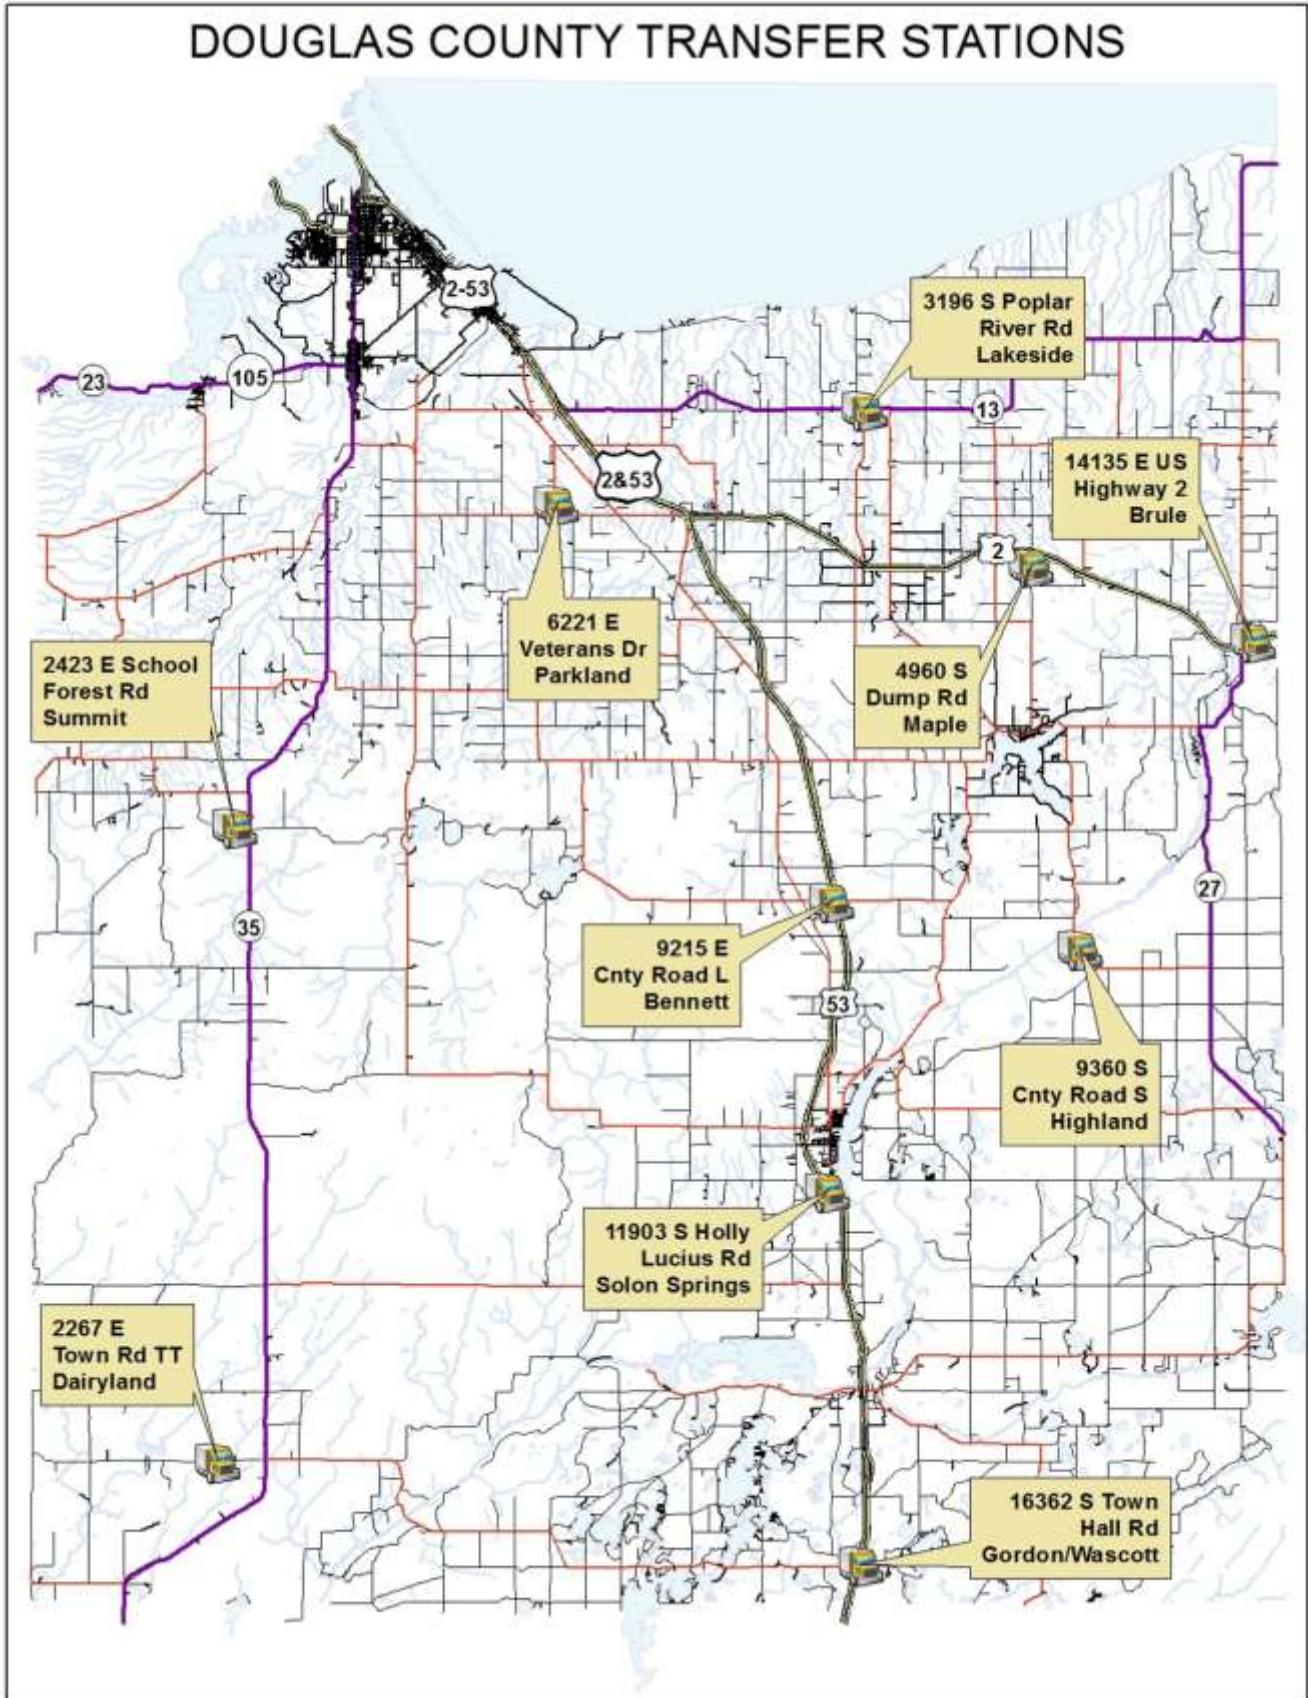 DOUGLAS COUNTY TRANSFER STATIONS
2-53
3196 S Poplar
River Rd
Lakeside
23
105
13
14135 E US
Highway 2
Brule
2&53
2
6221 E
Veterans Dr
Parkland
2423 E School
Forest Rd
Summit
4960 S
Dump Rd
Maple
27
35
9215 E
Cnty Road L
Bennett
53
9360 S
Cnty Road S
Highland
11903 S Holly
Lucius Rd
Solon Springs
2267 E
Town Rd TT
Dairyland
16362 S Town
Hall Rd
Gordon/Wascott